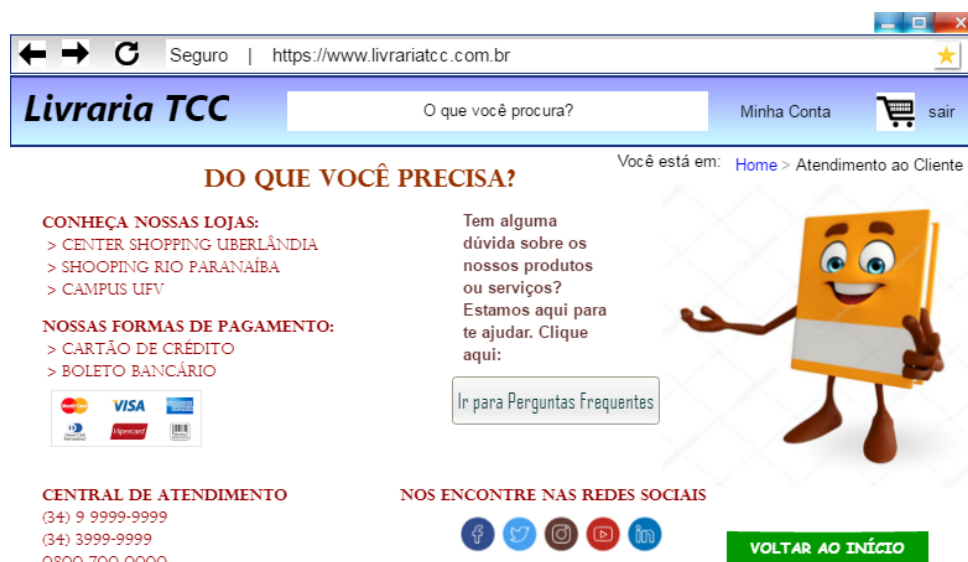 Seguro | https://www.livrariatcc.com.br
Livraria TCC
O que você procura?
Minha Conta
sair
Você está em: Home > Atendimento ao Cliente
DO QUE VOCÊ PRECISA?
CONHEÇA NOSSAS LOJAS:
> CENTER SHOPPING UBERLÂNDIA
> SHOOPING RIO PARANAÍBA
> CAMPUS UFV
NOSSAS FORMAS DE PAGAMENTO:
> CARTÃO DE CRÉDITO
> BOLETO BANCÁRIO
VISA
Hipercard
Tem alguma
dúvida sobre os
nossos produtos
ou serviços?
Estamos aqui para
te ajudar. Clique
aqui:
Ir para Perguntas Frequentes
CENTRAL DE ATENDIMENTO
(34) 9 9999-9999
(34) 3999-9999
0800 700 0000
NOS ENCONTRE NAS REDES SOCIAIS
VOLTAR AO INÍCIO